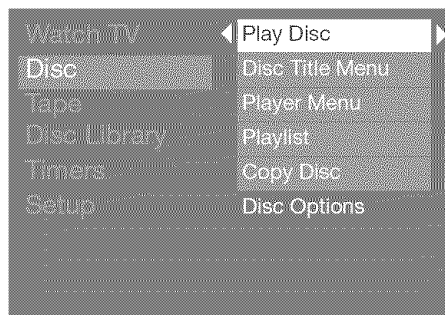 Watch TV
Disc
Tape
Disc Library
Timers
Setup
Play Disc
Disc Title Menu
Player Menu
Playlist
Copy Disc
Disc Options